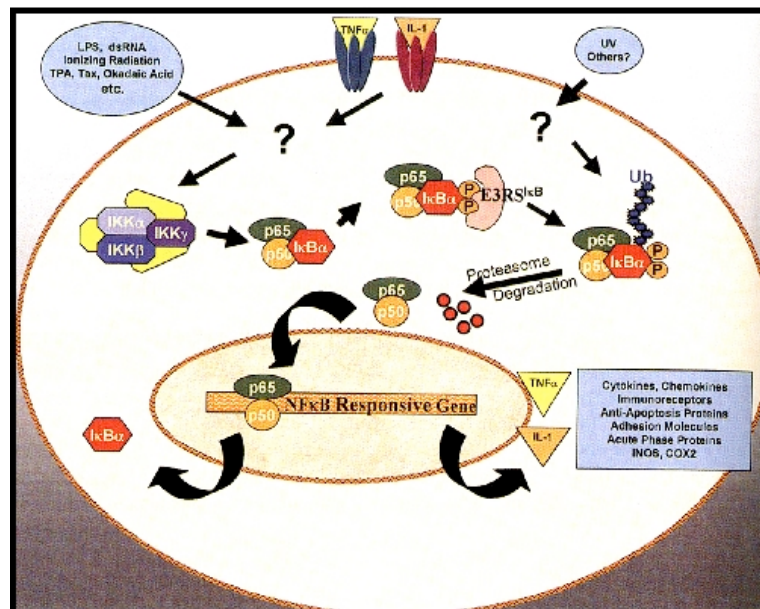 LPS, dsRNA
Ionizing Radiation
TPA, Tax, Okadaic Acid
etc.
TNFα
IL-1
UV
Others?
?
?
IKKα
IKKγ
IKKβ
p65
p50
IκBα
p65
p50
IκBα
P
P
E3RSIκB
Ub
p65
p50
IκBα
P
P
Proteasome
Degradation
p65
p50
p65
p50
NFκB Responsive Gene
IκBα
TNFα
IL-1
Cytokines, Chemokines
Immunoreceptors
Anti-Apoptosis Proteins
Adhesion Molecules
Acute Phase Proteins
INOS, COX2